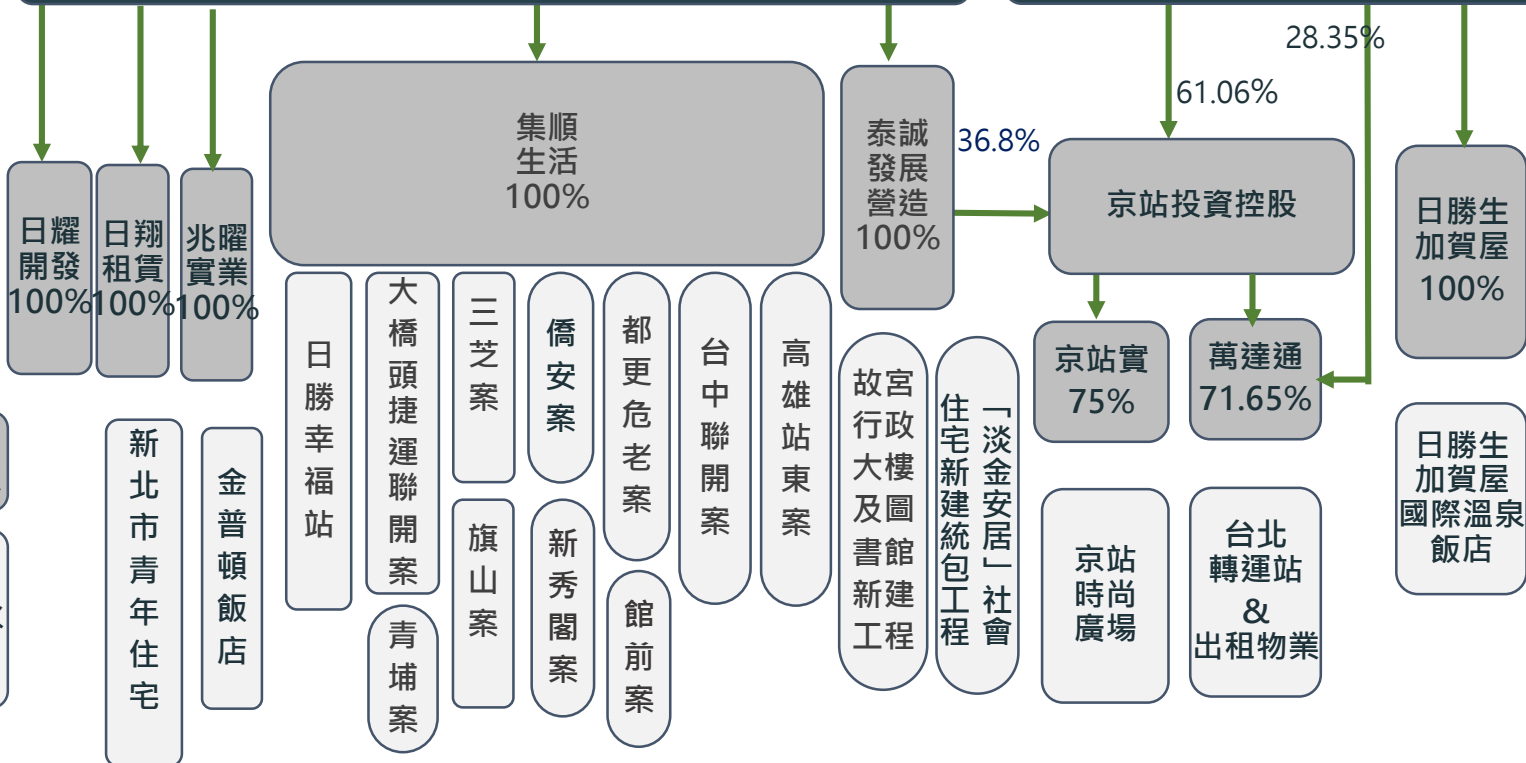 28.35%
61.06%
36.8%
日耀
開發
100%
日翔
租賃
100%
兆曜
實業
100%
集順
生活
100%
泰誠
發展
營造
100%
京站投資控股
日勝生
加賀屋
100%
京站實
75%
萬達通
71.65%
新北市青年住宅
金普頓飯店
日勝幸福站
大橋頭捷運聯開案
青埔案
三芝案
旗山案
僑安案
新秀閣案
都更危老案
館前案
台中聯開案
高雄站東案
故宮
行政
大樓
及圖
書館
新建
工程
「淡金安居」社會
住宅新建統包工程
京站
時尚
廣場
台北
轉運站
&
出租物業
日勝生
加賀屋
國際溫泉
飯店